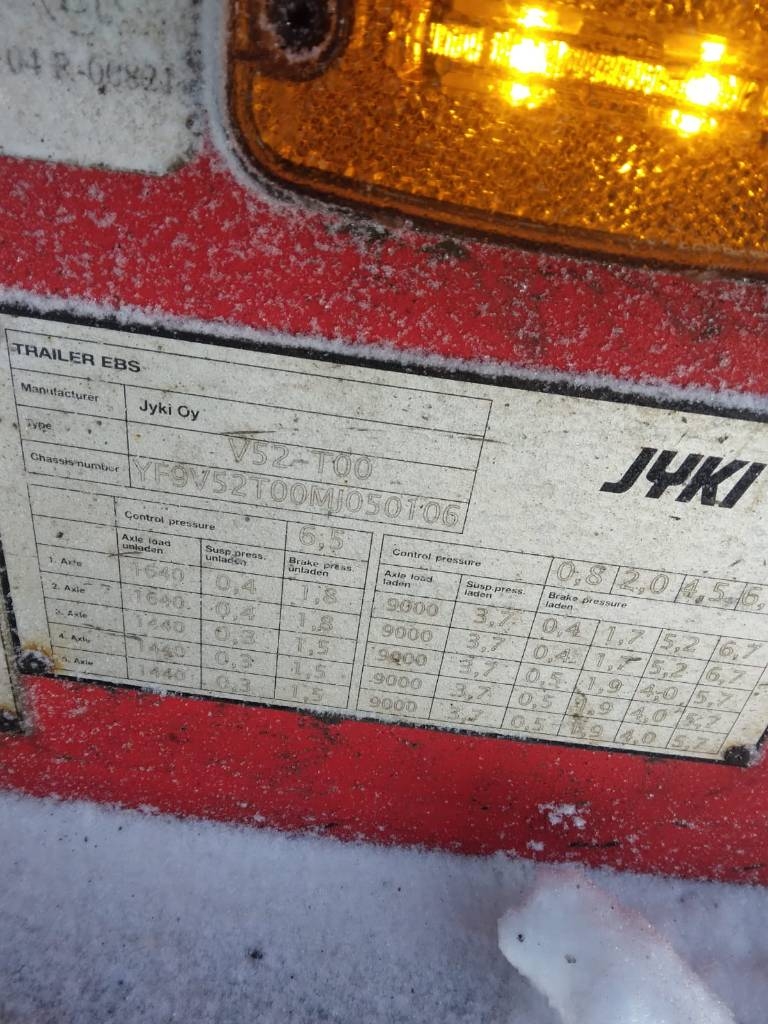 04 R-00821
TRAILER EBS
Manufacturer Jyki Oy
Type V52-T00
Chassisnumber YF9V52T00MJ050106
JYKI
Control pressure 6,5
Axle load unladen Susp.press. unladen Brake press. unladen
1. Axle 1640 0,4 1,8
2. Axle 1640 0,4 1,8
3. Axle 1440 0,3 1,5
4. Axle 1440 0,3 1,5
5. Axle 1440 0,3 1,5
Control pressure 0,8 2,0 4,5
Axle load laden Susp.press. laden Brake pressure laden
9000 3,7 0,4 1,7 5,2 6,7
9000 3,7 0,4 1,7 5,2 6,7
9000 3,7 0,5 1,9 4,0 5,7
9000 3,7 0,5 1,9 4,0 5,7
9000 3,7 0,5 1,9 4,0 5,7